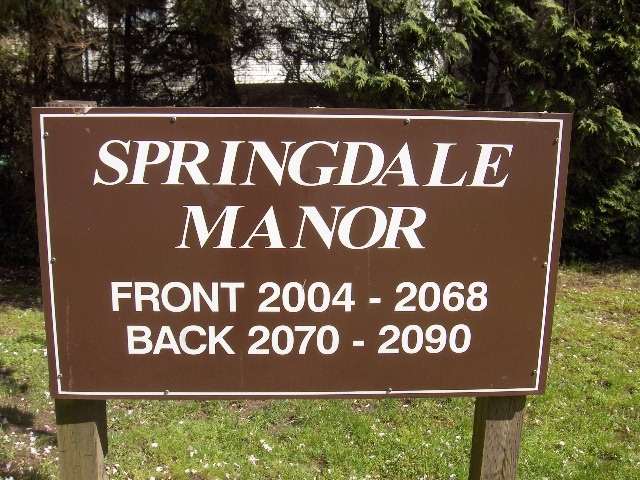 SPRINGDALE
MANOR
FRONT 2004 - 2068
BACK 2070 - 2090